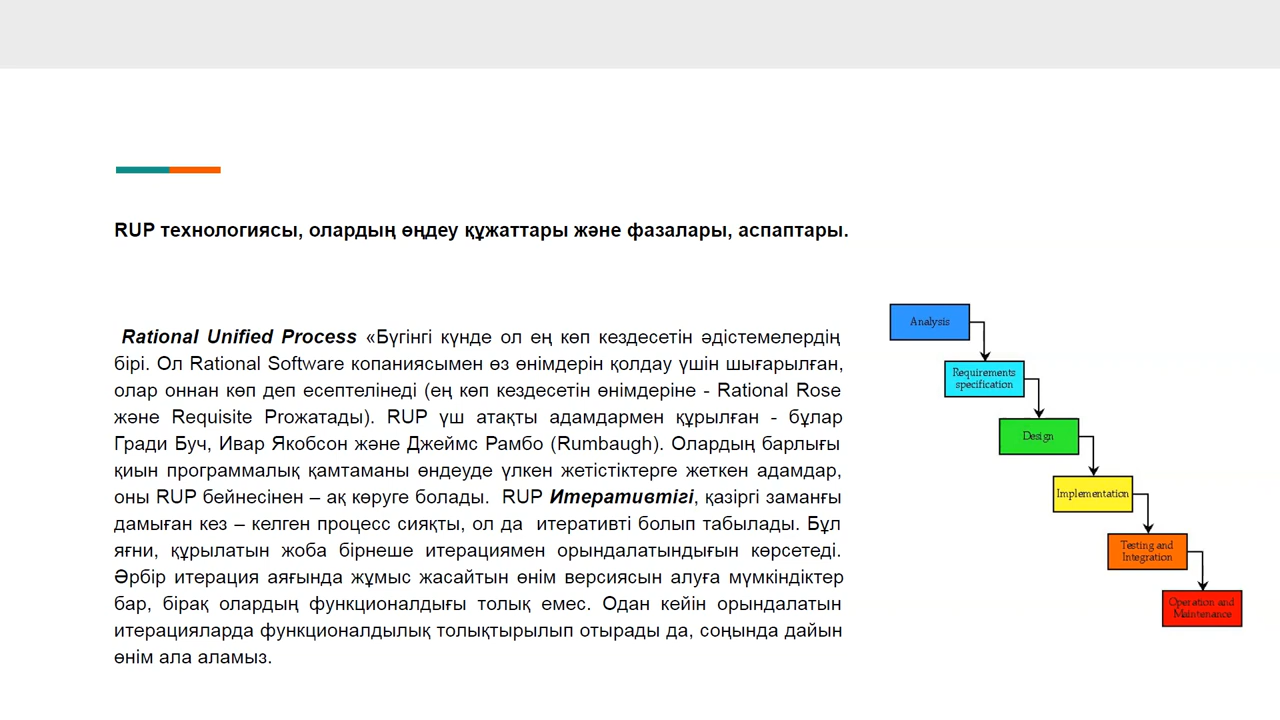 RUP технологиясы, олардың өңдеу құжаттары және фазалары, аспаптары.
Rational Unified Process «Бүгінгі күнде ол ең көп кездесетін әдістемелердің
бірі. Ол Rational Software копаниясымен өз өнімдерін қолдау үшін шығарылған,
олар оннан көп деп есептелінеді (ең көп кездесетін өнімдеріне - Rational Rose
және Requisite Proжатады). RUP үш атақты адамдармен құрылған - бұлар
Гради Буч, Ивар Якобсон және Джеймс Рамбо (Rumbaugh). Олардың барлығы
қиын программалық қамтаманы өндеуде үлкен жетістіктерге жеткен адамдар,
оны RUP бейнесінен – ақ көруге болады. RUP Итеративтігі, қазіргі заманғы
дамыған кез – келген процесс сияқты, ол да итеративті болып табылады. Бұл
яғни, құрылатын жоба бірнеше итерациямен орындалатындығын көрсетеді.
Әрбір итерация аяғында жұмыс жасайтын өнім версиясын алуға мүмкіндіктер
бар, бірақ олардың функционалдығы толық емес. Одан кейін орындалатын
итерацияларда функционалдылық толықтырылып отырады да, соңында дайын
өнім ала аламыз.
Analysis
Requirements
specification
Design
Implementation
Testing and
Integration
Operation and
Maintenance